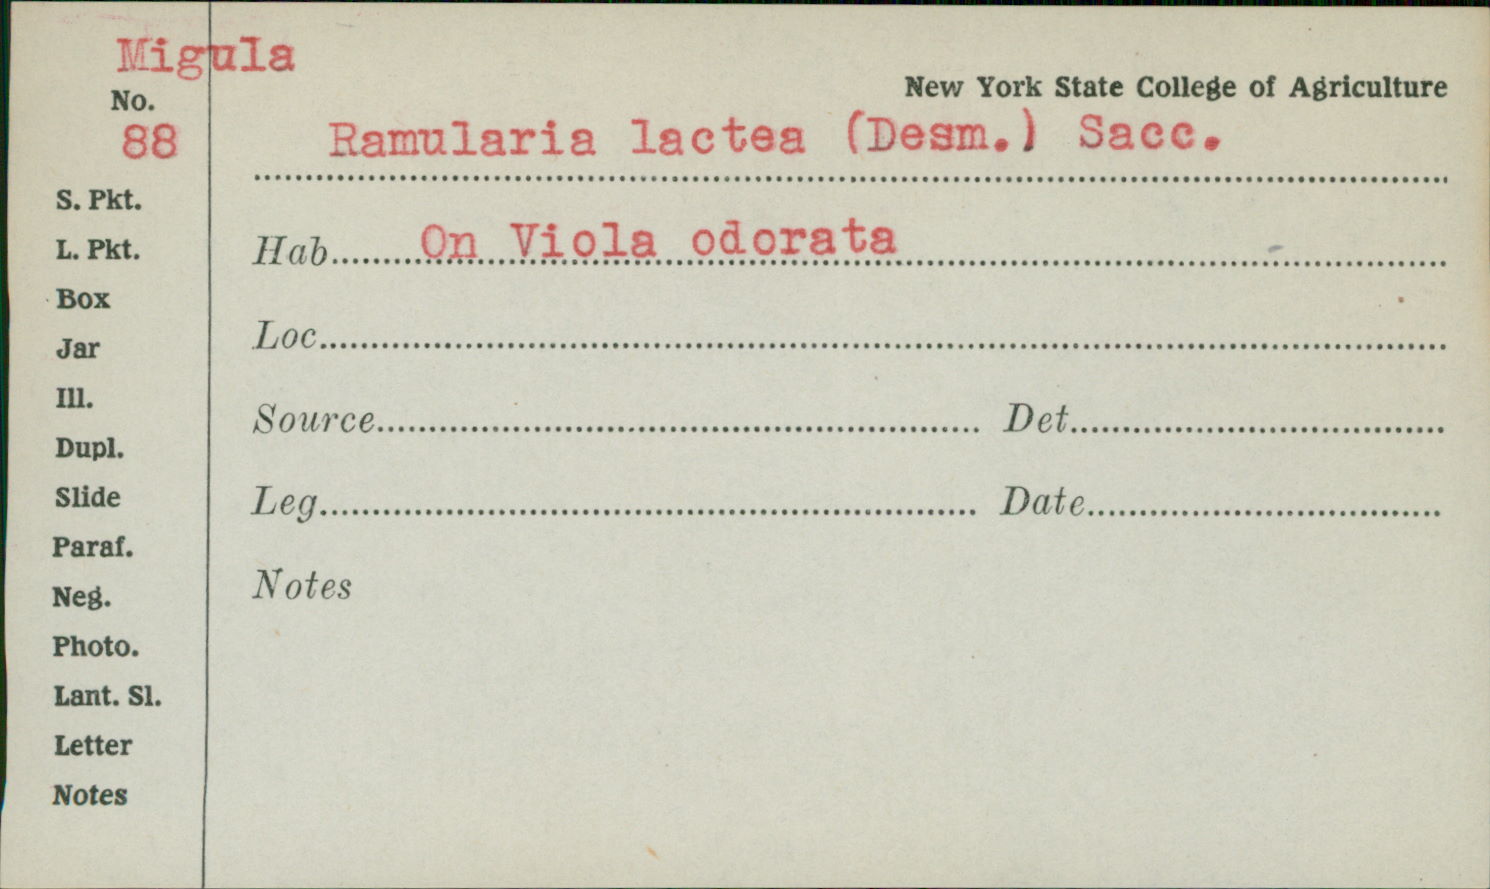 Migula
No.
88
New York State College of Agriculture
Ramularia lactea (Desm.) Sacc.
S. Pkt.
L. Pkt.
Box
Jar
Ill.
Dupl.
Slide
Paraf.
Neg.
Photo.
Lant. Sl.
Letter
Notes
Hab. On Viola odorata
Loc.
Source Det.
Leg. Date
Notes